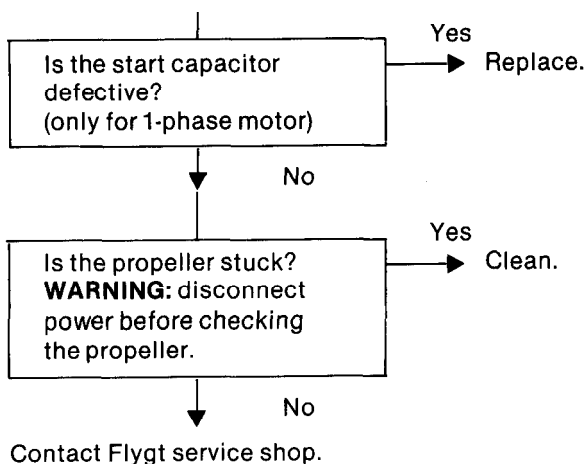 Is the start capacitor
defective?
(only for 1-phase motor)
Yes
Replace.
No
Is the propeller stuck?
WARNING: disconnect
power before checking
the propeller.
Yes
Clean.
No
Contact Flygt service shop.